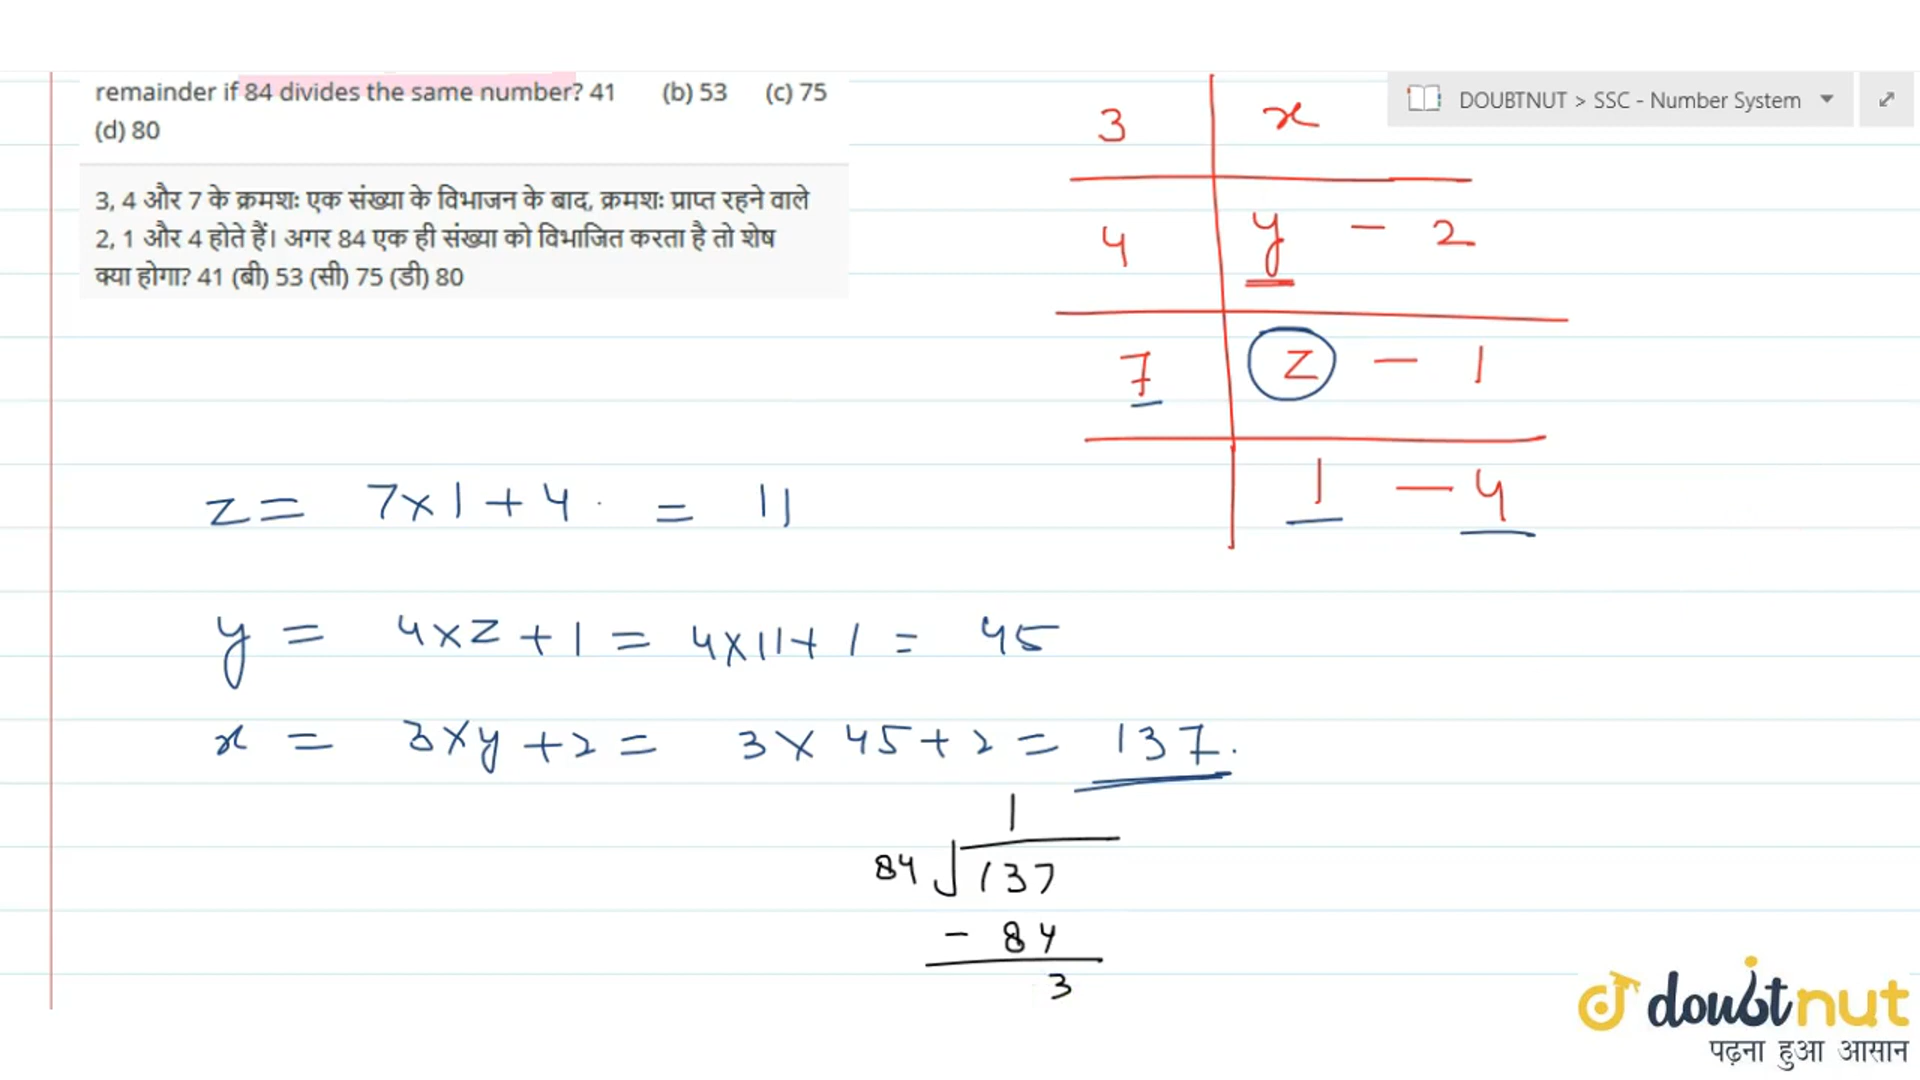 remainder if 84 divides the same number? 41 (b) 53 (c) 75
(d) 80
3, 4 और 7 के क्रमशः एक संख्या के विभाजन के बाद, क्रमशः प्राप्त रहने वाले
2, 1 और 4 होते हैं। अगर 84 एक ही संख्या को विभाजित करता है तो शेष
क्या होगा? 41 (बी) 53 (सी) 75 (डी) 80
DOUBTNUT > SSC - Number System
3 x
4 y - 2
7 z - 1
1 - 4
z = 7x1 + 4 = 11
y = 4xz + 1 = 4x11 + 1 = 45
x = 3xy + 2 = 3 x 45 + 2 = 137.
1
84 √137
- 84
3
doubtnut
पढ़ना हुआ आसान